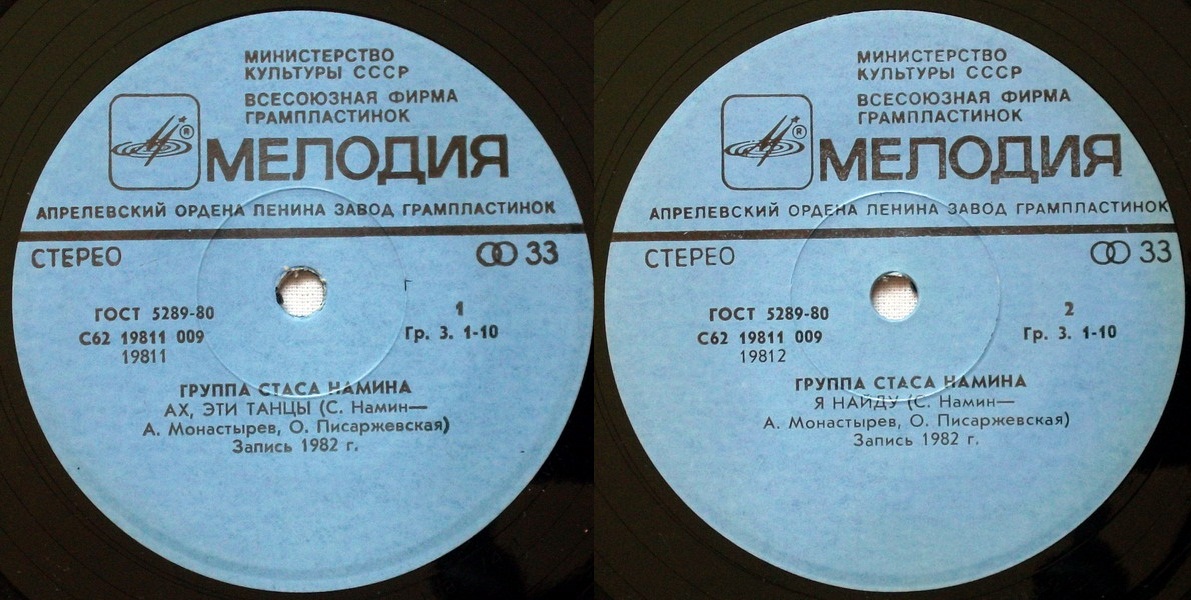 МИНИСТЕРСТВО
КУЛЬТУРЫ СССР
ВСЕСОЮЗНАЯ ФИРМА
ГРАМПЛАСТИНОК
®
МЕЛОДИЯ
АПРЕЛЕВСКИЙ ОРДЕНА ЛЕНИНА ЗАВОД ГРАМПЛАСТИНОК
СТЕРЕО
33
ГОСТ 5289-80
1
С62 19811 009
Гр. 3. 1-10
19811
ГРУППА СТАСА НАМИНА
АХ, ЭТИ ТАНЦЫ (С. Намин—
А. Монастырев, О. Писаржевская)
Запись 1982 г.
МИНИСТЕРСТВО
КУЛЬТУРЫ СССР
ВСЕСОЮЗНАЯ ФИРМА
ГРАМПЛАСТИНОК
®
МЕЛОДИЯ
АПРЕЛЕВСКИЙ ОРДЕНА ЛЕНИНА ЗАВОД ГРАМПЛАСТИНОК
СТЕРЕО
33
ГОСТ 5289-80
2
С62 19811 009
Гр. 3. 1-10
19812
ГРУППА СТАСА НАМИНА
Я НАЙДУ (С. Намин—
А. Монастырев, О. Писаржевская)
Запись 1982 г.